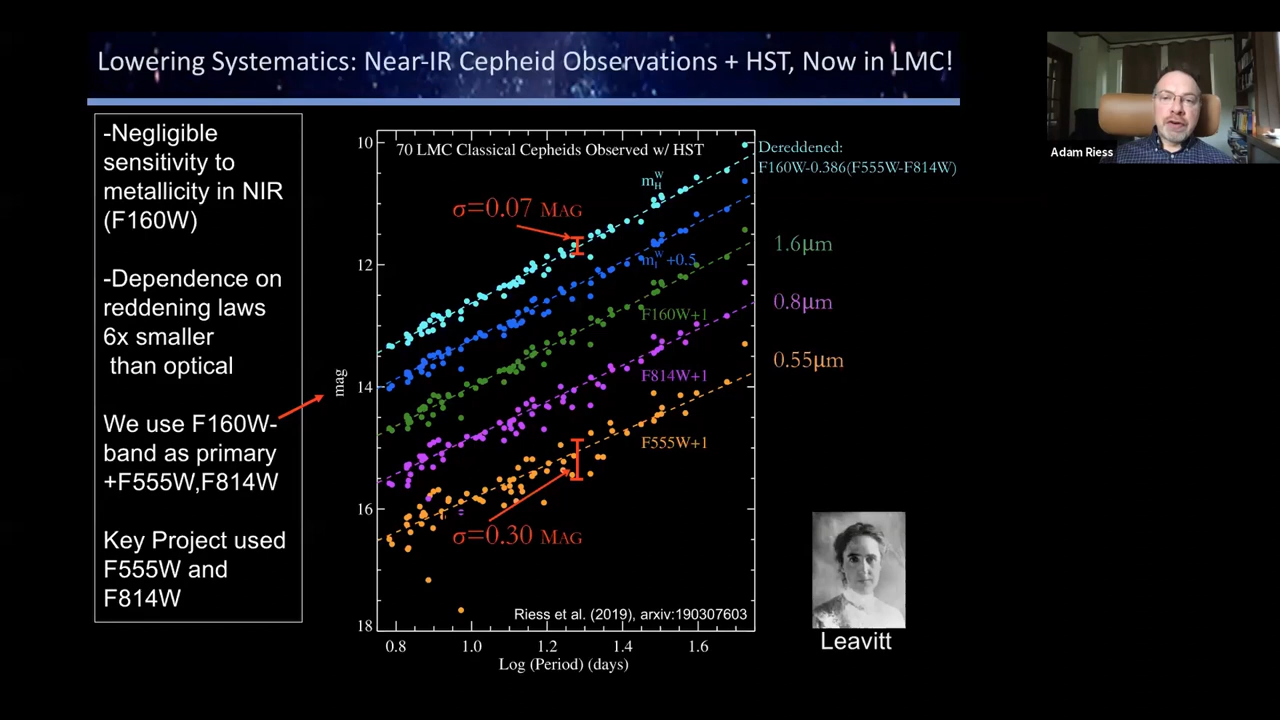 Lowering Systematics: Near-IR Cepheid Observations + HST, Now in LMC!
-Negligible
sensitivity to
metallicity in NIR
(F160W)
-Dependence on
reddening laws
6x smaller
than optical
We use F160W-
band as primary
+F555W,F814W
Key Project used
F555W and
F814W
10
12
14
16
18
mag
70 LMC Classical Cepheids Observed w/ HST
m_H^W
σ=0.07 MAG
m_I^W+0.5
F160W+1
F814W+1
F555W+1
σ=0.30 MAG
Riess et al. (2019), arxiv:190307603
0.8 1.0 1.2 1.4 1.6
Log (Period) (days)
Dereddened:
F160W-0.386(F555W-F814W)
1.6μm
0.8μm
0.55μm
Leavitt
Adam Riess